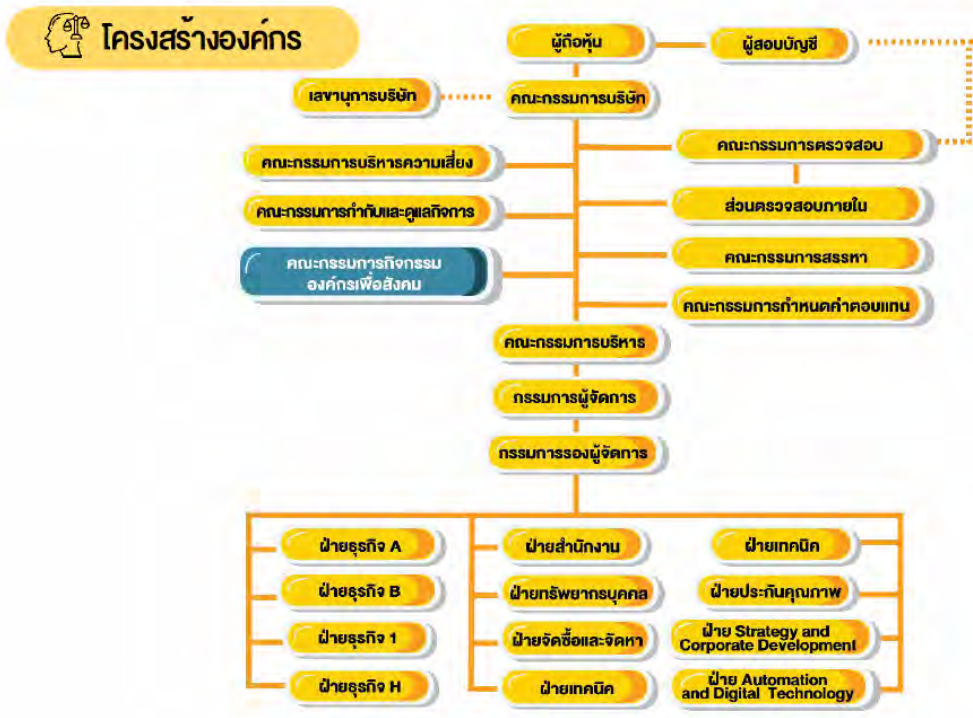 โครงสร้างองค์กร
ผู้ถือหุ้น
ผู้สอบบัญชี
เลขานุการบริษัท
คณะกรรมการบริษัท
คณะกรรมการตรวจสอบ
คณะกรรมการบริหารความเสี่ยง
ส่วนตรวจสอบภายใน
คณะกรรมการกำกับและดูแลกิจการ
คณะกรรมการสรรหา
คณะกรรมการกิจกรรม
องค์กรเพื่อสังคม
คณะกรรมการกำหนดค่าตอบแทน
คณะกรรมการบริหาร
กรรมการผู้จัดการ
กรรมการรองผู้จัดการ
ฝ่ายธุรกิจ A
ฝ่ายธุรกิจ B
ฝ่ายธุรกิจ 1
ฝ่ายธุรกิจ H
ฝ่ายสำนักงาน
ฝ่ายทรัพยากรบุคคล
ฝ่ายจัดซื้อและจัดหา
ฝ่ายเทคนิค
ฝ่ายเทคนิค
ฝ่ายประกันคุณภาพ
ฝ่าย Strategy and
Corporate Development
ฝ่าย Automation
and Digital Technology